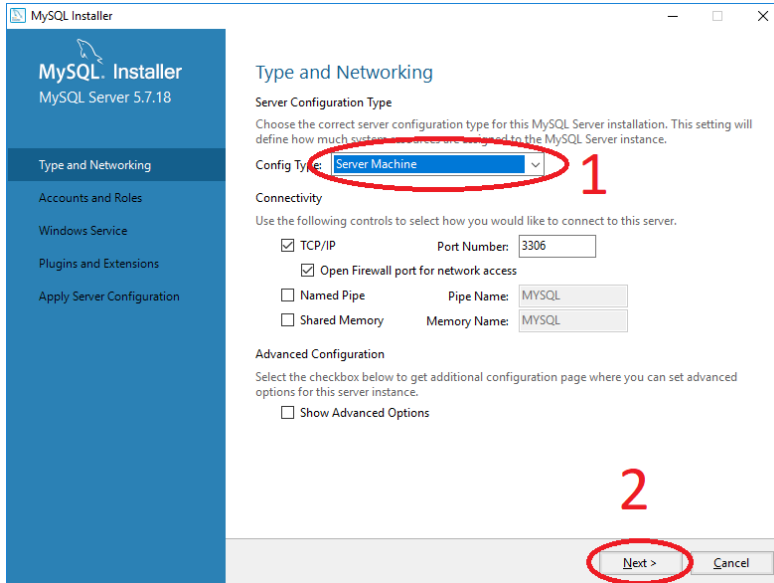 MySQL Installer
MySQL. Installer
MySQL Server 5.7.18
Type and Networking
Accounts and Roles
Windows Service
Plugins and Extensions
Apply Server Configuration
Type and Networking
Server Configuration Type
Choose the correct server configuration type for this MySQL Server installation. This setting will
define how much system resources are assigned to the MySQL Server instance.
Config Type: Server Machine
1
Connectivity
Use the following controls to select how you would like to connect to this server.
TCP/IP Port Number: 3306
Open Firewall port for network access
Named Pipe Pipe Name: MYSQL
Shared Memory Memory Name: MYSQL
Advanced Configuration
Select the checkbox below to get additional configuration page where you can set advanced
options for this server instance.
Show Advanced Options
2
Next > Cancel